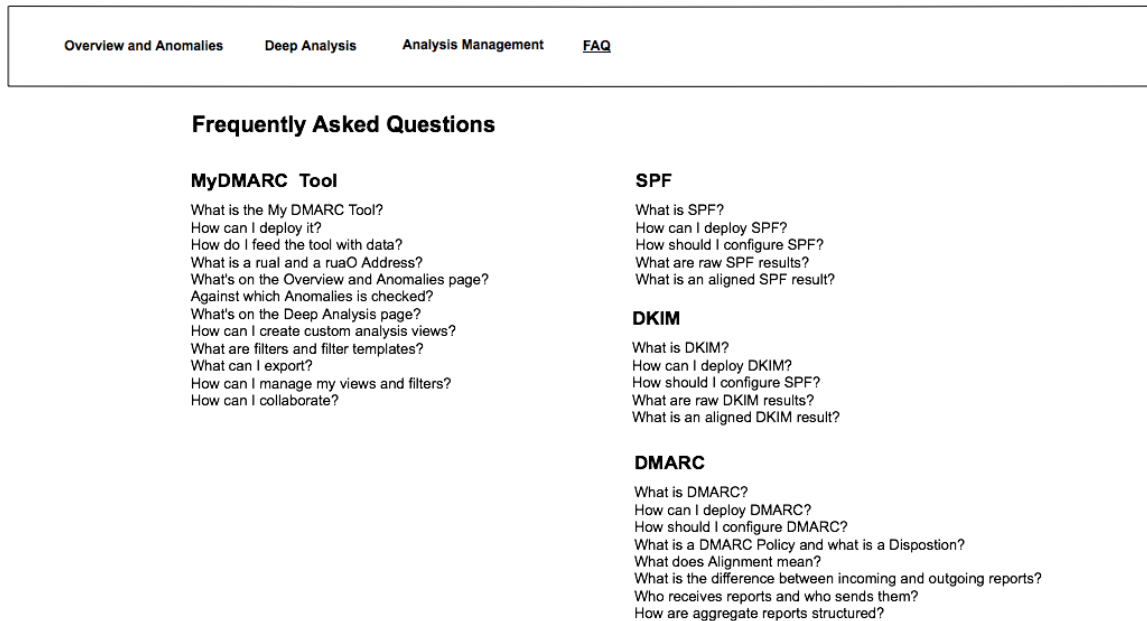 Overview and Anomalies Deep Analysis Analysis Management FAQ
Frequently Asked Questions
MyDMARC Tool
What is the My DMARC Tool?
How can I deploy it?
How do I feed the tool with data?
What is a ruaI and a ruaO Address?
What's on the Overview and Anomalies page?
Against which Anomalies is checked?
What's on the Deep Analysis page?
How can I create custom analysis views?
What are filters and filter templates?
What can I export?
How can I manage my views and filters?
How can I collaborate?
SPF
What is SPF?
How can I deploy SPF?
How should I configure SPF?
What are raw SPF results?
What is an aligned SPF result?
DKIM
What is DKIM?
How can I deploy DKIM?
How should I configure SPF?
What are raw DKIM results?
What is an aligned DKIM result?
DMARC
What is DMARC?
How can I deploy DMARC?
How should I configure DMARC?
What is a DMARC Policy and what is a Dispostion?
What does Alignment mean?
What is the difference between incoming and outgoing reports?
Who receives reports and who sends them?
How are aggregate reports structured?